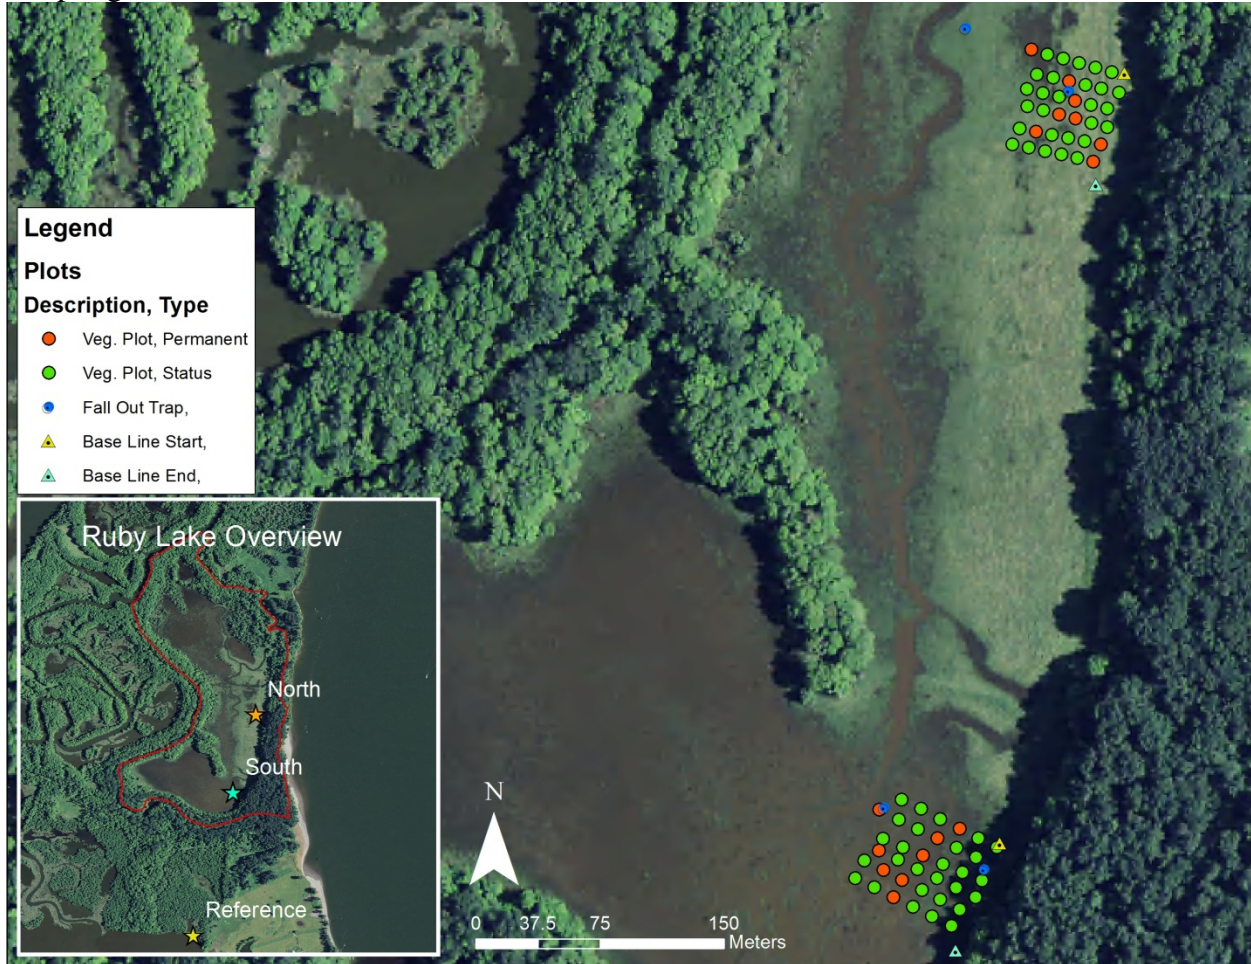 Legend
Plots
Description, Type
Veg. Plot, Permanent
Veg. Plot, Status
Fall Out Trap,
Base Line Start,
Base Line End,
Ruby Lake Overview
North
South
Reference
N
0 37.5 75 150
Meters